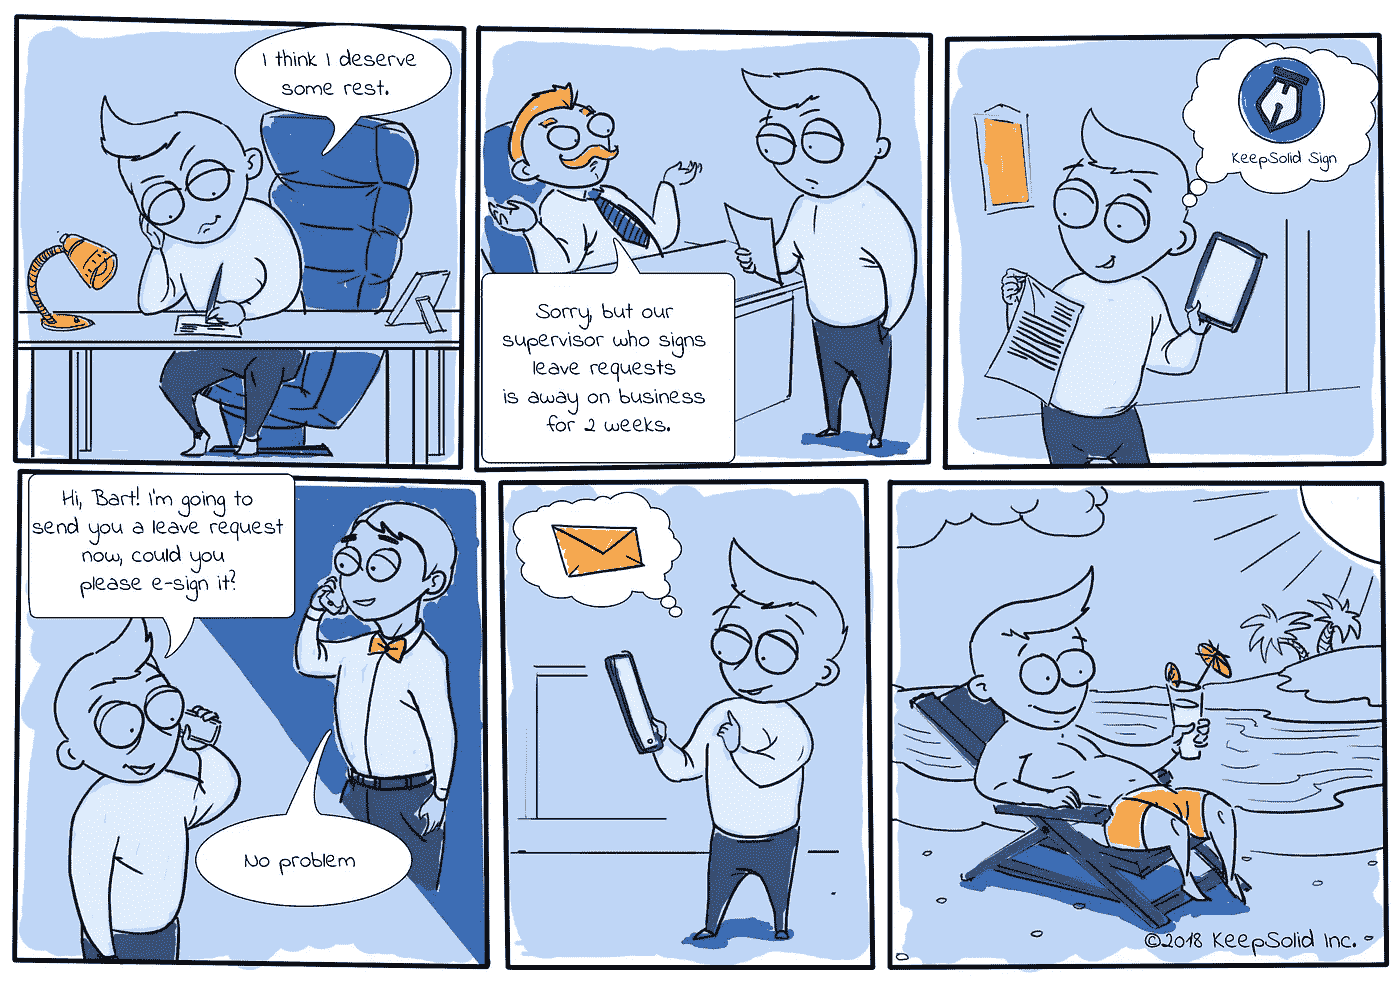 I think I deserve
some rest.
Sorry, but our
supervisor who signs
leave requests
is away on business
for 2 weeks.
KeepSolid Sign
Hi, Bart! I'm going to
send you a leave request
now, could you
please e-sign it?
No problem
©2018 KeepSolid Inc.